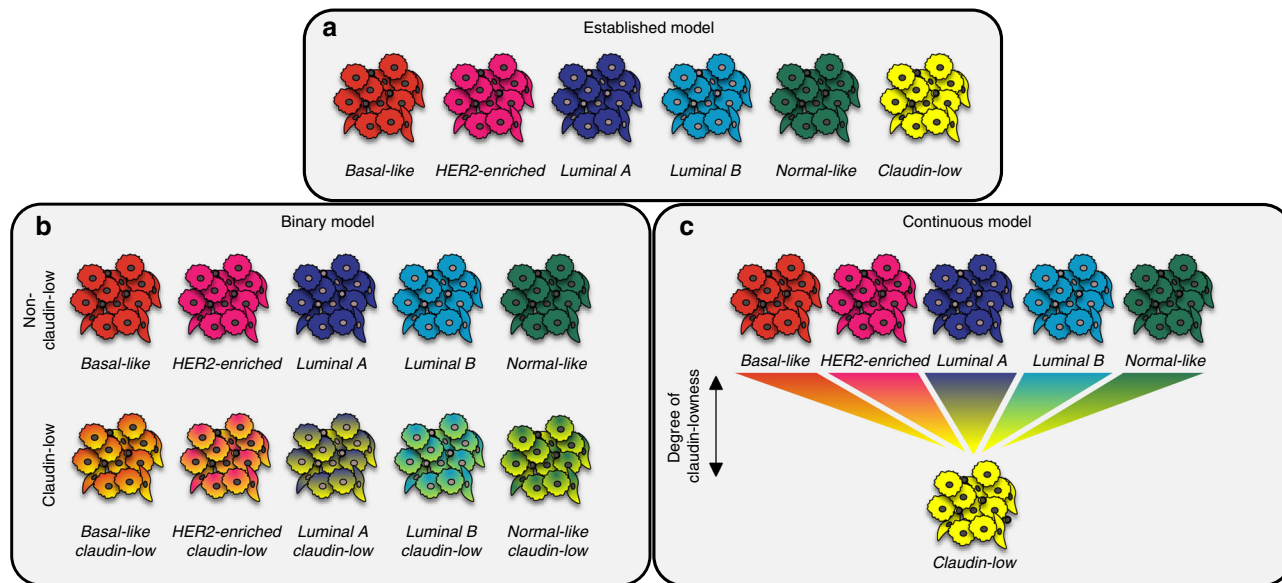 a
Established model
Basal-like
HER2-enriched
Luminal A
Luminal B
Normal-like
Claudin-low
b
Binary model
Non-
claudin-low
Basal-like
HER2-enriched
Luminal A
Luminal B
Normal-like
Claudin-low
Basal-like
claudin-low
HER2-enriched
claudin-low
Luminal A
claudin-low
Luminal B
claudin-low
Normal-like
claudin-low
c
Continuous model
Basal-like
HER2-enriched
Luminal A
Luminal B
Normal-like
Degree of
claudin-lowness
Claudin-low